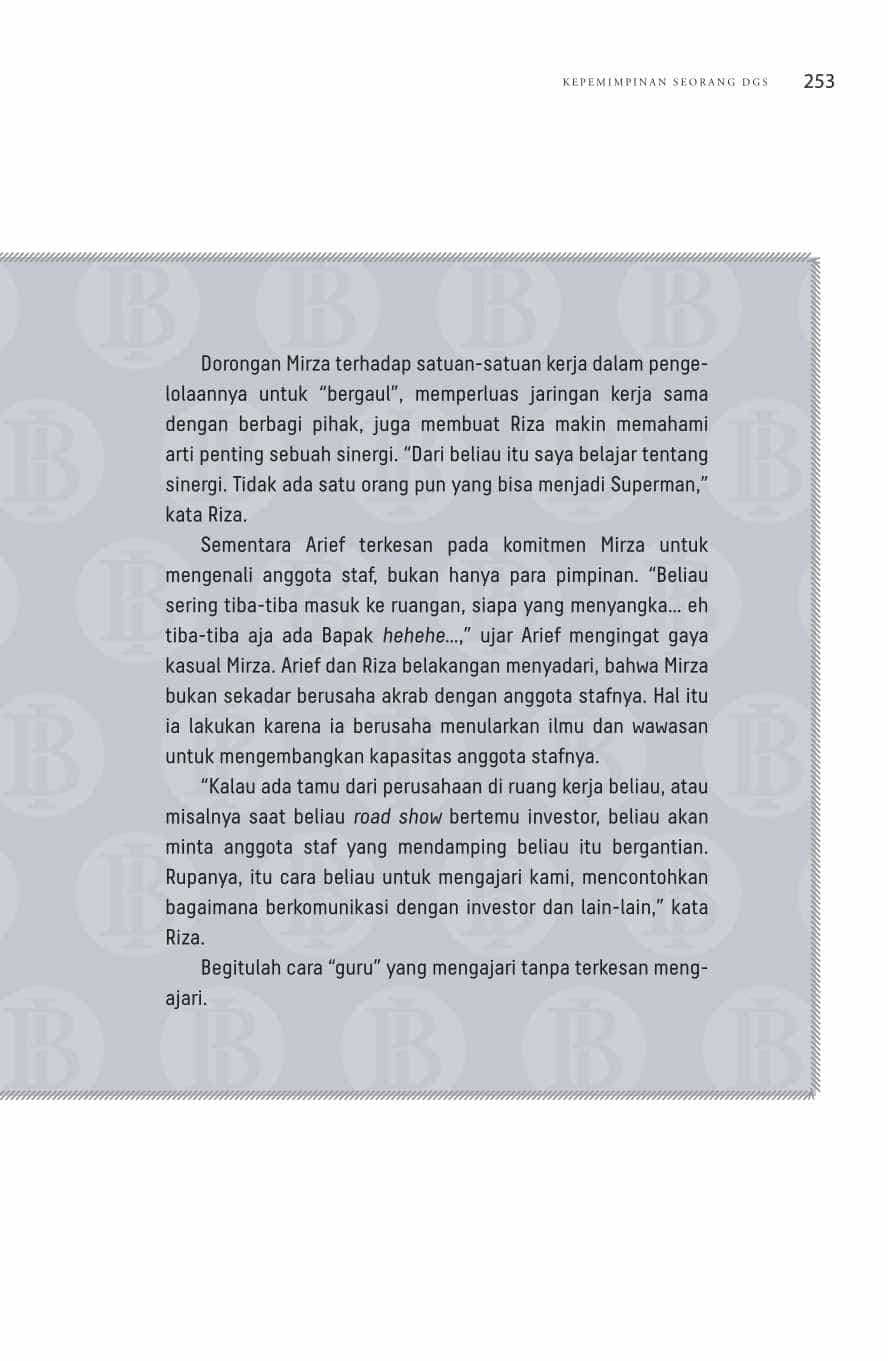 KEPEMIMPINAN SEORANG DGS 253
Dorongan Mirza terhadap satuan-satuan kerja dalam penge-
lolaannya untuk “bergaul”, memperluas jaringan kerja sama
dengan berbagi pihak, juga membuat Riza makin memahami
arti penting sebuah sinergi. “Dari beliau itu saya belajar tentang
sinergi. Tidak ada satu orang pun yang bisa menjadi Superman,”
kata Riza.
Sementara Arief terkesan pada komitmen Mirza untuk
mengenali anggota staf, bukan hanya para pimpinan. “Beliau
sering tiba-tiba masuk ke ruangan, siapa yang menyangka... eh
tiba-tiba aja ada Bapak hehehe...,” ujar Arief mengingat gaya
kasual Mirza. Arief dan Riza belakangan menyadari, bahwa Mirza
bukan sekadar berusaha akrab dengan anggota stafnya. Hal itu
ia lakukan karena ia berusaha menularkan ilmu dan wawasan
untuk mengembangkan kapasitas anggota stafnya.
“Kalau ada tamu dari perusahaan di ruang kerja beliau, atau
misalnya saat beliau road show bertemu investor, beliau akan
minta anggota staf yang mendamping beliau itu bergantian.
Rupanya, itu cara beliau untuk mengajari kami, mencontohkan
bagaimana berkomunikasi dengan investor dan lain-lain,” kata
Riza.
Begitulah cara “guru” yang mengajari tanpa terkesan meng-
ajari.